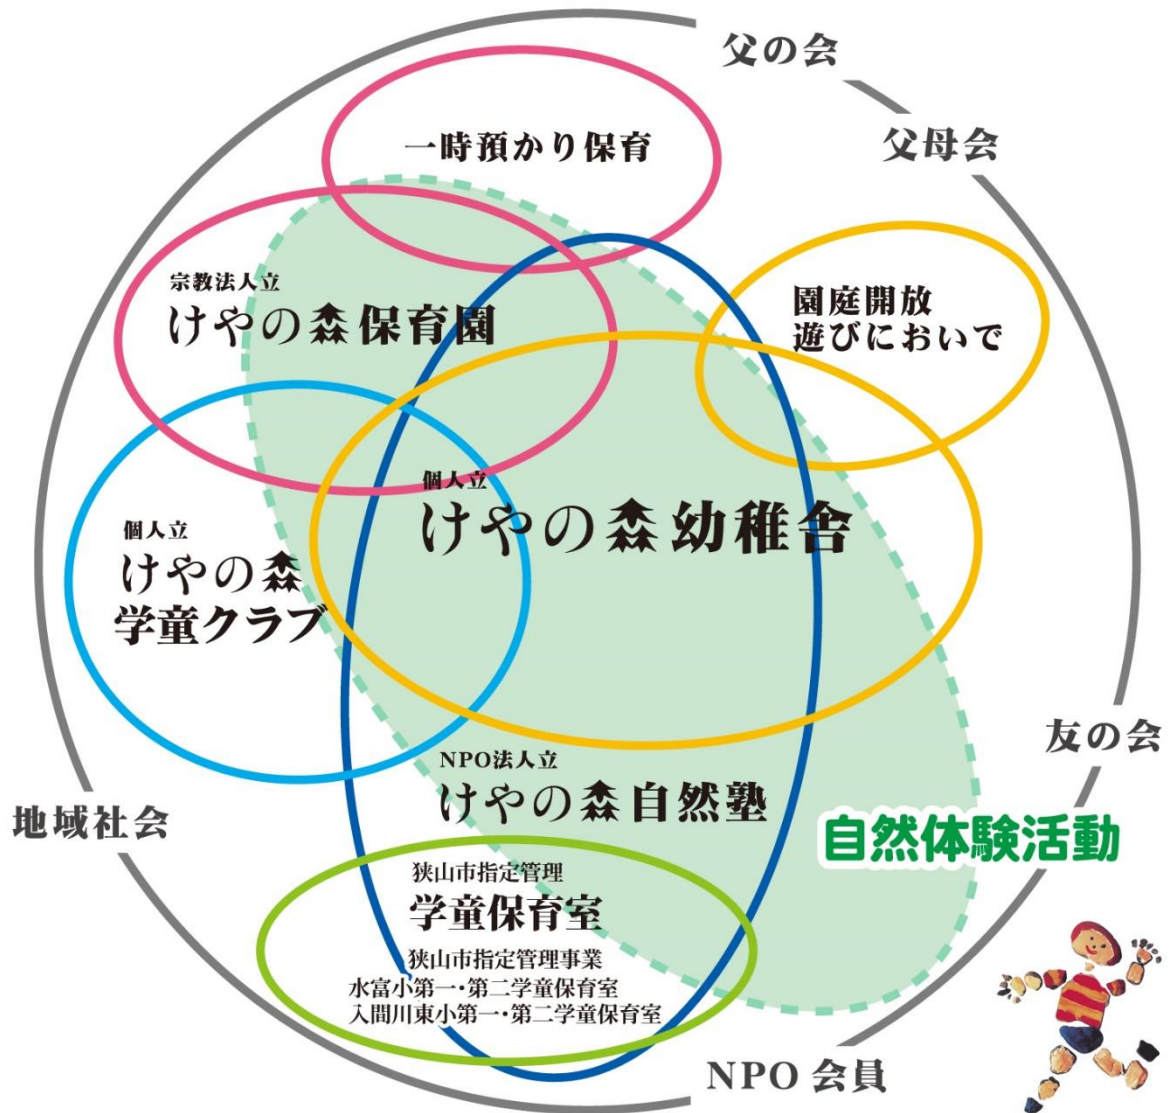 父の会
父母会
一時預かり保育
宗教法人立
けやの森保育園
園庭開放
遊びにおいで
個人立
けやの森幼稚舎
個人立
けやの森
学童クラブ
友の会
NPO法人立
けやの森自然塾
地域社会
自然体験活動
狭山市指定管理
学童保育室
狭山市指定管理事業
水富小第一・第二学童保育室
入間川東小第一・第二学童保育室
NPO 会員